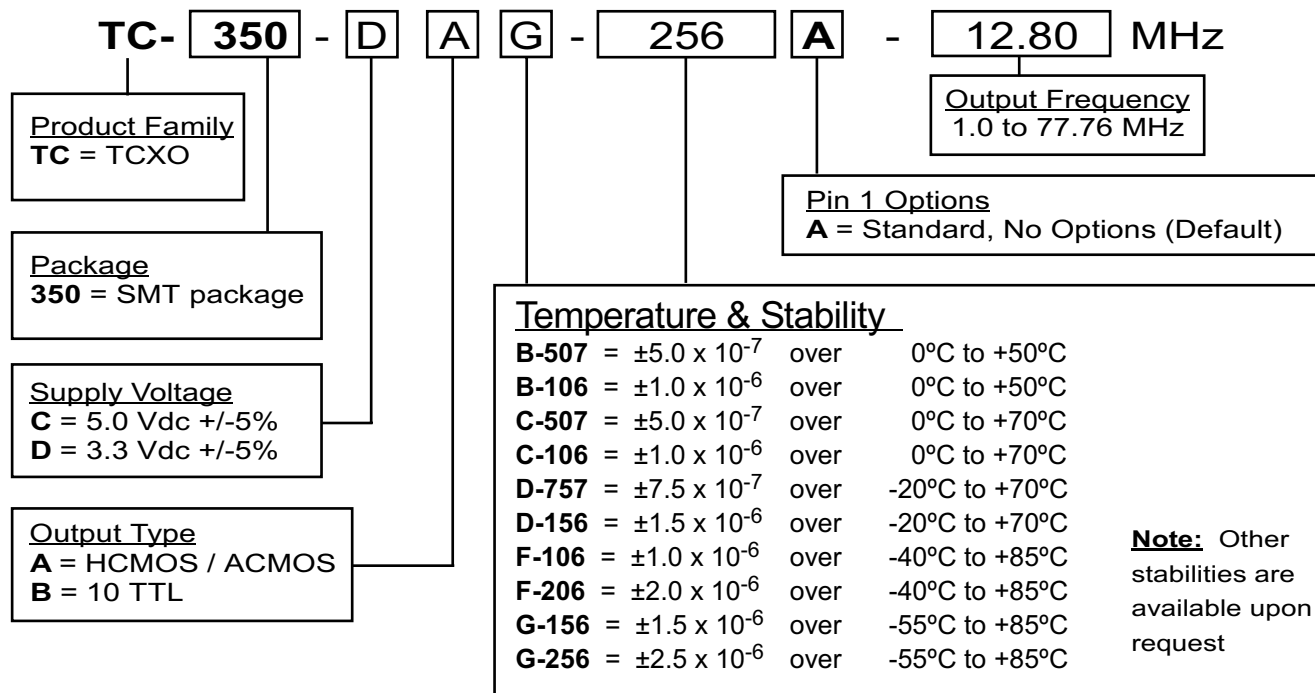 TC- 350 - D A G - 256 A - 12.80 MHz
Product Family
TC = TCXO
Package
350 = SMT package
Supply Voltage
C = 5.0 Vdc +/-5%
D = 3.3 Vdc +/-5%
Output Type
A = HCMOS / ACMOS
B = 10 TTL
Output Frequency
1.0 to 77.76 MHz
Pin 1 Options
A = Standard, No Options (Default)
Temperature & Stability
B-507 = ±5.0 x 10⁻⁷ over 0ºC to +50ºC
B-106 = ±1.0 x 10⁻⁶ over 0ºC to +50ºC
C-507 = ±5.0 x 10⁻⁷ over 0ºC to +70ºC
C-106 = ±1.0 x 10⁻⁶ over 0ºC to +70ºC
D-757 = ±7.5 x 10⁻⁷ over -20ºC to +70ºC
D-156 = ±1.5 x 10⁻⁶ over -20ºC to +70ºC
F-106 = ±1.0 x 10⁻⁶ over -40ºC to +85ºC
F-206 = ±2.0 x 10⁻⁶ over -40ºC to +85ºC
G-156 = ±1.5 x 10⁻⁶ over -55ºC to +85ºC
G-256 = ±2.5 x 10⁻⁶ over -55ºC to +85ºC
Note: Other
stabilities are
available upon
request